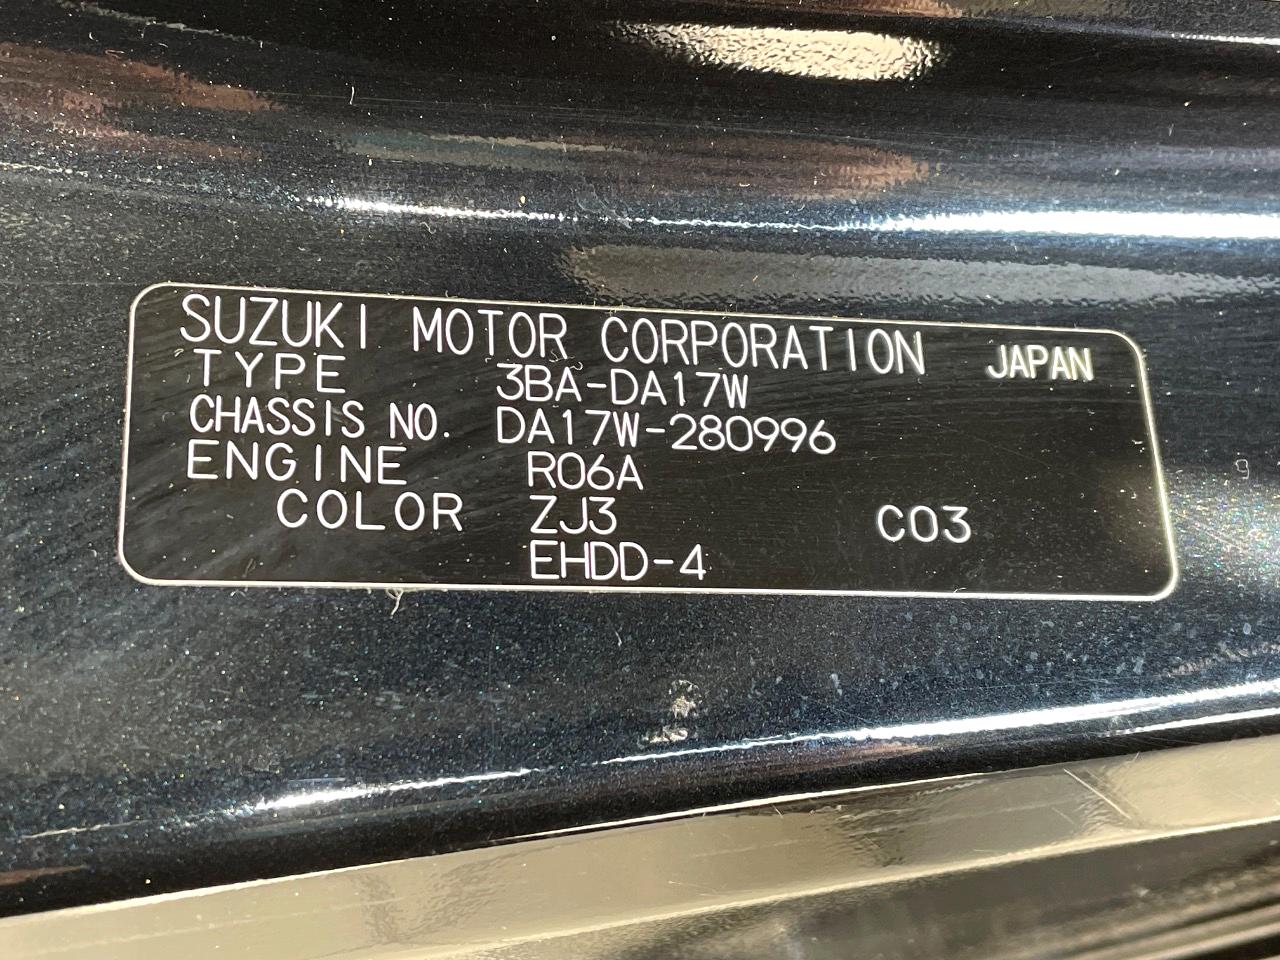 SUZUKI MOTOR CORPORATION JAPAN
TYPE 3BA-DA17W
CHASSIS NO. DA17W-280996
ENGINE R06A
COLOR ZJ3 C03
EHDD-4